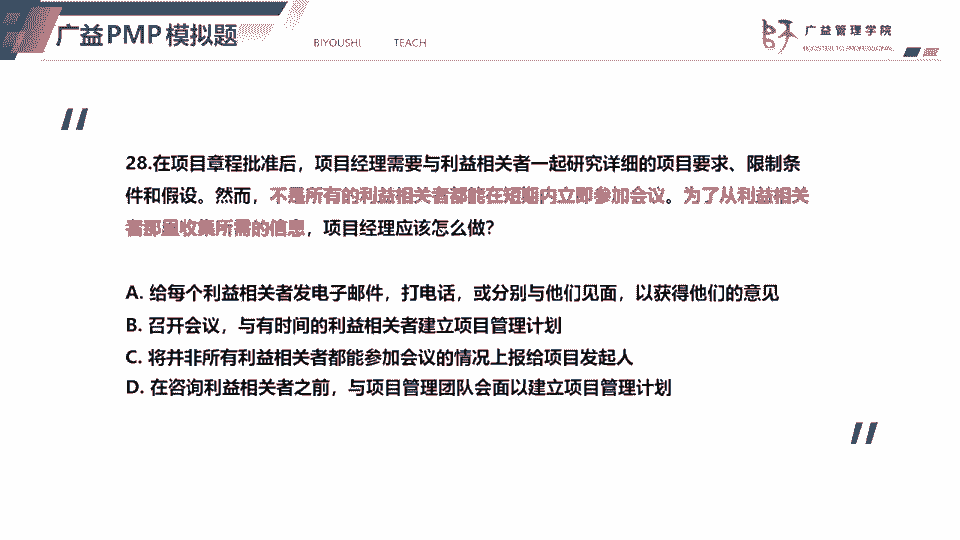 广益PMP模拟题
BIYOUSHI TEACH
广益管理学院
28.在项目章程批准后，项目经理需要与利益相关者一起研究详细的项目要求、限制条
件和假设。然而，不是所有的利益相关者都能在短期内立即参加会议。为了从利益相关
者那里收集所需的信息，项目经理应该怎么做？
A. 给每个利益相关者发电子邮件，打电话，或分别与他们见面，以获得他们的意见
B. 召开会议，与有时间的利益相关者建立项目管理计划
C. 将并非所有利益相关者都能参加会议的情况上报给项目发起人
D. 在咨询利益相关者之前，与项目管理团队会面以建立项目管理计划